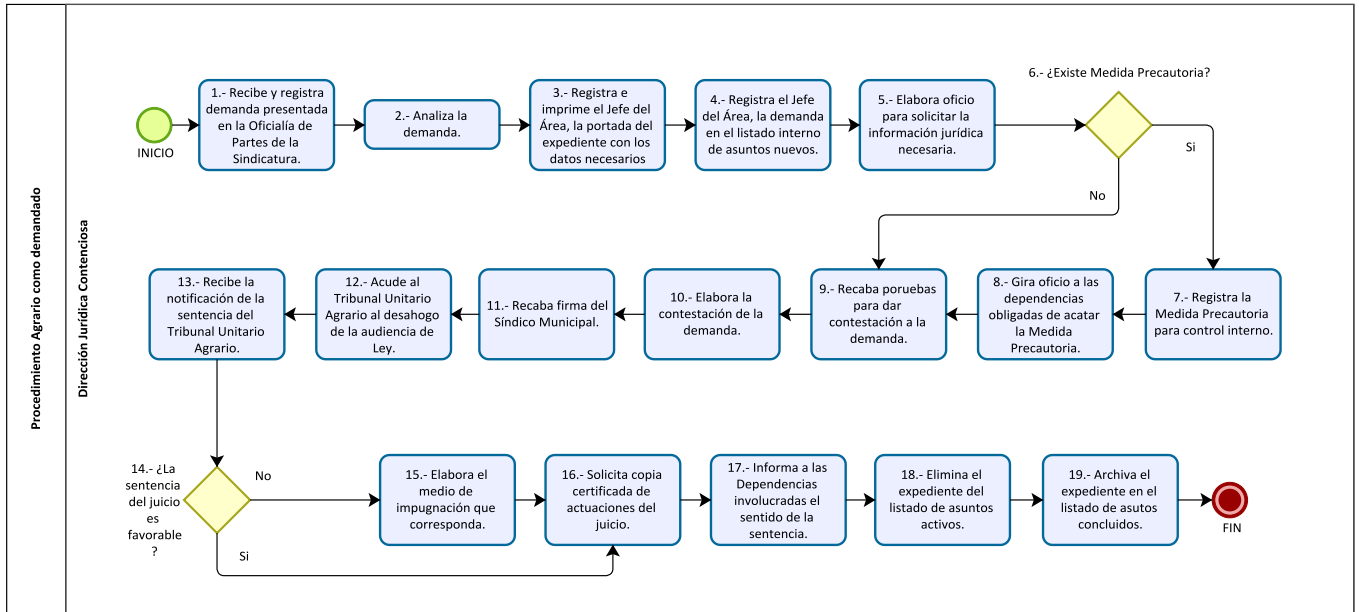 Procedimiento Agrario como demandado
Dirección Jurídica Contenciosa
INICIO
1.- Recibe y registra
demanda presentada
en la Oficialía de
Partes de la
Sindicatura.
2.- Analiza la
demanda.
3.- Registra e
imprime el Jefe del
Área, la portada del
expediente con los
datos necesarios
4.- Registra el Jefe
del Área, la demanda
en el listado interno
de asuntos nuevos.
5.- Elabora oficio
para solicitar la
información jurídica
necesaria.
6.- ¿Existe Medida Precautoria?
Si
No
7.- Registra la
Medida Precautoria
para control interno.
8.- Gira oficio a las
dependencias
obligadas de acatar
la Medida
Precautoria.
9.- Recaba poruebas
para dar
contestación a la
demanda.
10.- Elabora la
contestación de la
demanda.
11.- Recaba firma del
Síndico Municipal.
12.- Acude al
Tribunal Unitario
Agrario al desahogo
de la audiencia de
Ley.
13.- Recibe la
notificación de la
sentencia del
Tribunal Unitario
Agrario.
14.- ¿La
sentencia
del juicio
es
favorable
?
No
Si
15.- Elabora el
medio de
impugnación que
corresponda.
16.- Solicita copia
certificada de
actuaciones del
juicio.
17.- Informa a las
Dependencias
involucradas el
sentido de la
sentencia.
18.- Elimina el
expediente del
listado de asuntos
activos.
19.- Archiva el
expediente en el
listado de asutos
concluidos.
FIN